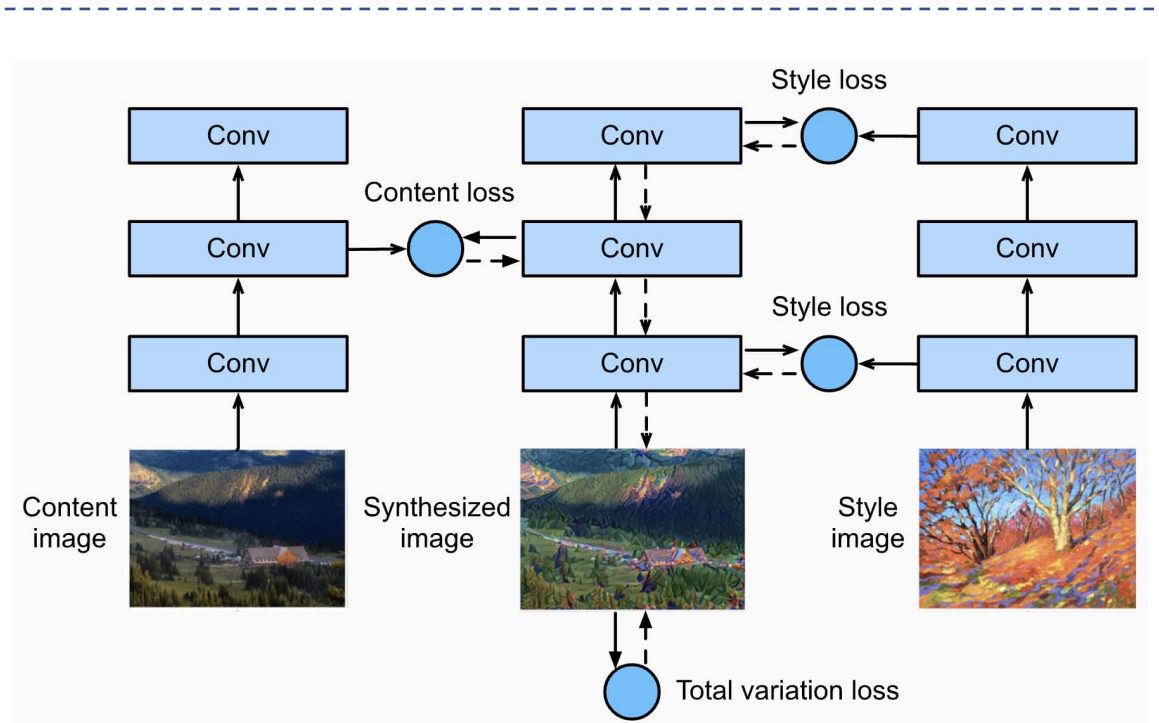 Style loss
Conv
Conv
Conv
Content loss
Conv
Conv
Conv
Style loss
Conv
Conv
Conv
Content
image
Synthesized
image
Style
image
Total variation loss